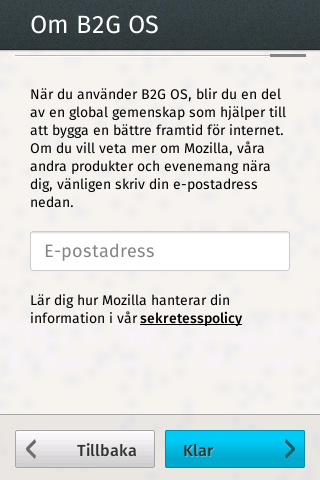 Om B2G OS
När du använder B2G OS, blir du en del
av en global gemenskap som hjälper till
att bygga en bättre framtid för internet.
Om du vill veta mer om Mozilla, våra
andra produkter och evenemang nära
dig, vänligen skriv din e-postadress
nedan.
E-postadress
Lär dig hur Mozilla hanterar din
information i vår sekretesspolicy
Tillbaka
Klar